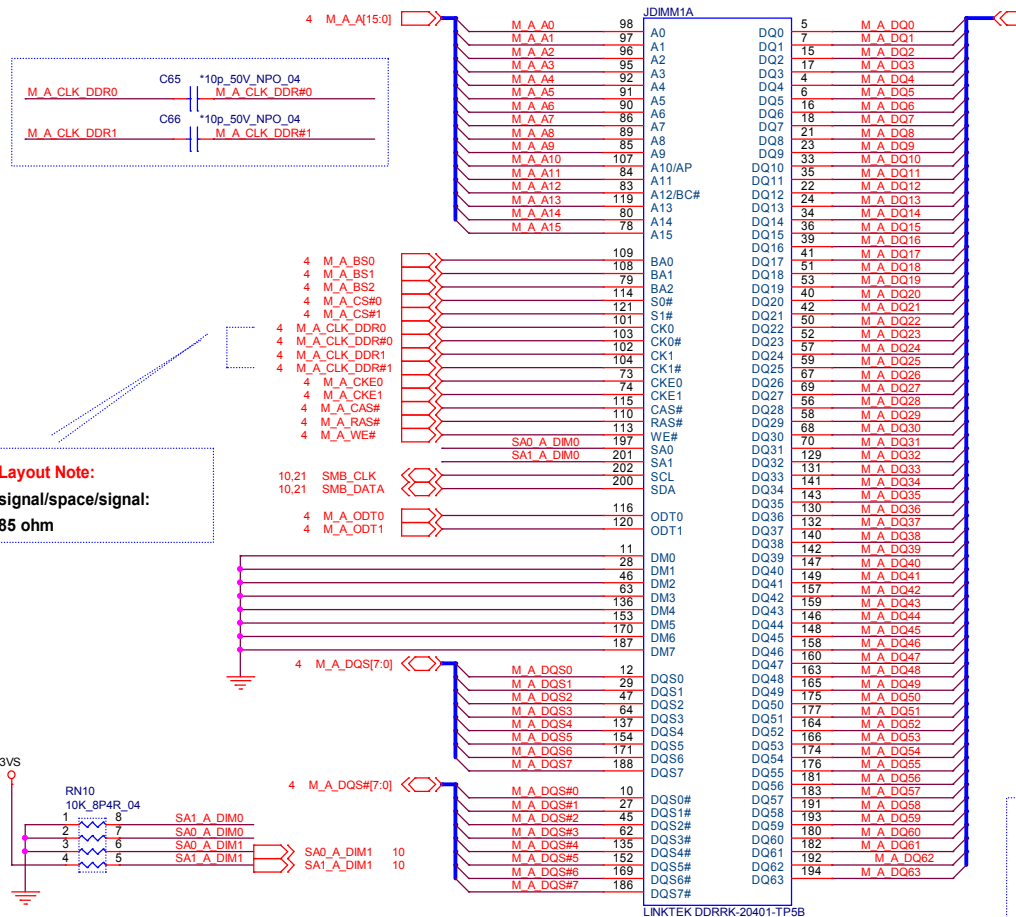 JDIMM1A
4 M_A_A[15:0]
M_A_A0 98 A0
M_A_A1 97 A1
M_A_A2 96 A2
M_A_A3 95 A3
M_A_A4 92 A4
M_A_A5 91 A5
M_A_A6 90 A6
M_A_A7 86 A7
M_A_A8 89 A8
M_A_A9 85 A9
M_A_A10 107 A10/AP
M_A_A11 84 A11
M_A_A12 83 A12/BC#
M_A_A13 119 A13
M_A_A14 80 A14
M_A_A15 78 A15
C65 *10p_50V_NPO_04
M_A_CLK_DDR0 M_A_CLK_DDR#0
C66 *10p_50V_NPO_04
M_A_CLK_DDR1 M_A_CLK_DDR#1
4 M_A_BS0 109 BA0
4 M_A_BS1 108 BA1
4 M_A_BS2 79 BA2
4 M_A_CS#0 114 S0#
4 M_A_CS#1 121 S1#
4 M_A_CLK_DDR0 101 CK0
4 M_A_CLK_DDR#0 103 CK0#
4 M_A_CLK_DDR1 102 CK1
4 M_A_CLK_DDR#1 104 CK1#
4 M_A_CKE0 73 CKE0
4 M_A_CKE1 74 CKE1
4 M_A_CAS# 115 CAS#
4 M_A_RAS# 110 RAS#
4 M_A_WE# 113 WE#
SA0_A_DIM0 197 SA0
SA1_A_DIM0 201 SA1
10,21 SMB_CLK 202 SCL
10,21 SMB_DATA 200 SDA
Layout Note:
signal/space/signal:
85 ohm
4 M_A_ODT0 116 ODT0
4 M_A_ODT1 120 ODT1
11 DM0
28 DM1
46 DM2
63 DM3
136 DM4
153 DM5
170 DM6
187 DM7
4 M_A_DQS[7:0]
M_A_DQS0 12 DQS0
M_A_DQS1 29 DQS1
M_A_DQS2 47 DQS2
M_A_DQS3 64 DQS3
M_A_DQS4 137 DQS4
M_A_DQS5 154 DQS5
M_A_DQS6 171 DQS6
M_A_DQS7 188 DQS7
4 M_A_DQS#[7:0]
M_A_DQS#0 10 DQS0#
M_A_DQS#1 27 DQS1#
M_A_DQS#2 45 DQS2#
M_A_DQS#3 62 DQS3#
M_A_DQS#4 135 DQS4#
M_A_DQS#5 152 DQS5#
M_A_DQS#6 169 DQS6#
M_A_DQS#7 186 DQS7#
3VS
RN10
10K_8P4R_04
1 8 SA1_A_DIM0
2 7 SA0_A_DIM0
3 6 SA0_A_DIM1 SA0_A_DIM1 10
4 5 SA1_A_DIM1 SA1_A_DIM1 10
DQ0 5 M_A_DQ0
DQ1 7 M_A_DQ1
DQ2 15 M_A_DQ2
DQ3 17 M_A_DQ3
DQ4 4 M_A_DQ4
DQ5 6 M_A_DQ5
DQ6 16 M_A_DQ6
DQ7 18 M_A_DQ7
DQ8 21 M_A_DQ8
DQ9 23 M_A_DQ9
DQ10 33 M_A_DQ10
DQ11 35 M_A_DQ11
DQ12 22 M_A_DQ12
DQ13 24 M_A_DQ13
DQ14 34 M_A_DQ14
DQ15 36 M_A_DQ15
DQ16 39 M_A_DQ16
DQ17 41 M_A_DQ17
DQ18 51 M_A_DQ18
DQ19 53 M_A_DQ19
DQ20 40 M_A_DQ20
DQ21 42 M_A_DQ21
DQ22 50 M_A_DQ22
DQ23 52 M_A_DQ23
DQ24 57 M_A_DQ24
DQ25 59 M_A_DQ25
DQ26 67 M_A_DQ26
DQ27 69 M_A_DQ27
DQ28 56 M_A_DQ28
DQ29 58 M_A_DQ29
DQ30 68 M_A_DQ30
DQ31 70 M_A_DQ31
DQ32 129 M_A_DQ32
DQ33 131 M_A_DQ33
DQ34 141 M_A_DQ34
DQ35 143 M_A_DQ35
DQ36 130 M_A_DQ36
DQ37 132 M_A_DQ37
DQ38 140 M_A_DQ38
DQ39 142 M_A_DQ39
DQ40 147 M_A_DQ40
DQ41 149 M_A_DQ41
DQ42 157 M_A_DQ42
DQ43 159 M_A_DQ43
DQ44 146 M_A_DQ44
DQ45 148 M_A_DQ45
DQ46 158 M_A_DQ46
DQ47 160 M_A_DQ47
DQ48 163 M_A_DQ48
DQ49 165 M_A_DQ49
DQ50 175 M_A_DQ50
DQ51 177 M_A_DQ51
DQ52 164 M_A_DQ52
DQ53 166 M_A_DQ53
DQ54 174 M_A_DQ54
DQ55 176 M_A_DQ55
DQ56 181 M_A_DQ56
DQ57 183 M_A_DQ57
DQ58 191 M_A_DQ58
DQ59 193 M_A_DQ59
DQ60 180 M_A_DQ60
DQ61 182 M_A_DQ61
DQ62 192 M_A_DQ62
DQ63 194 M_A_DQ63
LINKTEK DDRRK-20401-TP5B